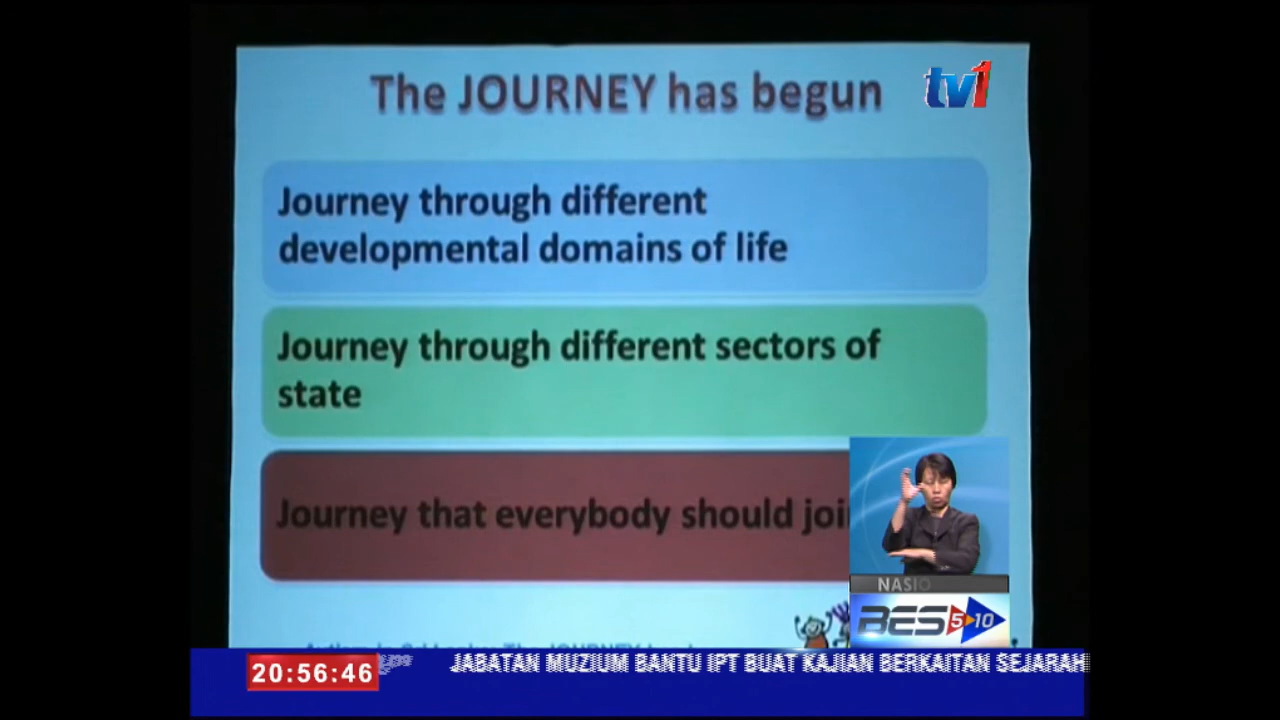 The JOURNEY has begun
tv1
Journey through different
developmental domains of life
Journey through different sectors of
state
Journey that everybody should joi
NASIO
BES 5 10
20:56:46
JABATAN MUZIUM BANTU IPT BUAT KAJIAN BERKAITAN SEJARAH